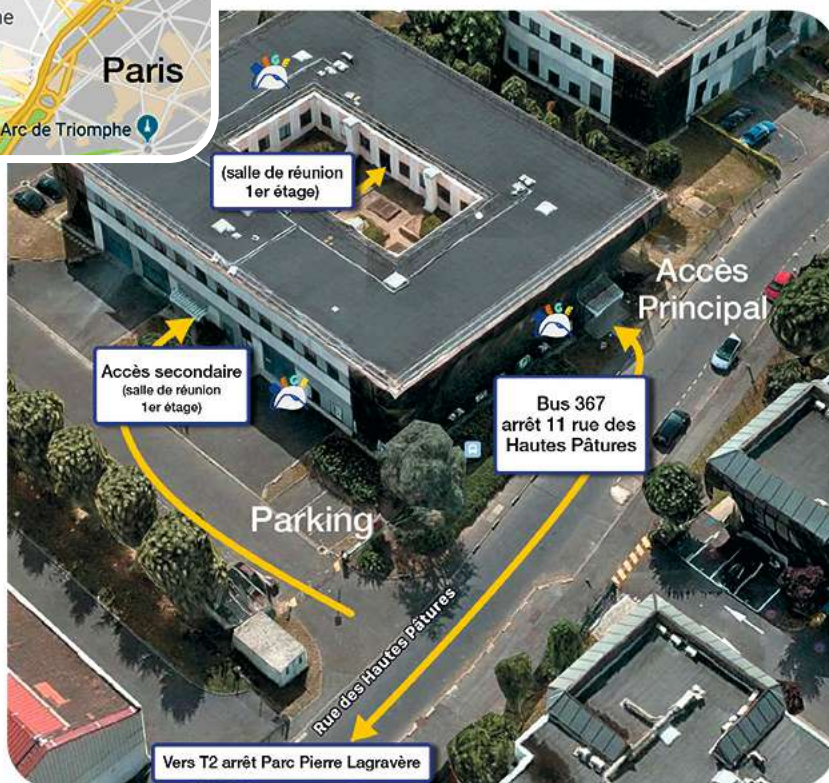 Paris
Arc de Triomphe
(salle de réunion
1er étage)
Accès
Principal
Accès secondaire
(salle de réunion
1er étage)
Bus 367
arrêt 11 rue des
Hautes Pâtures
Parking
Rue des Hautes Pâtures
Vers T2 arrêt Parc Pierre Lagravère